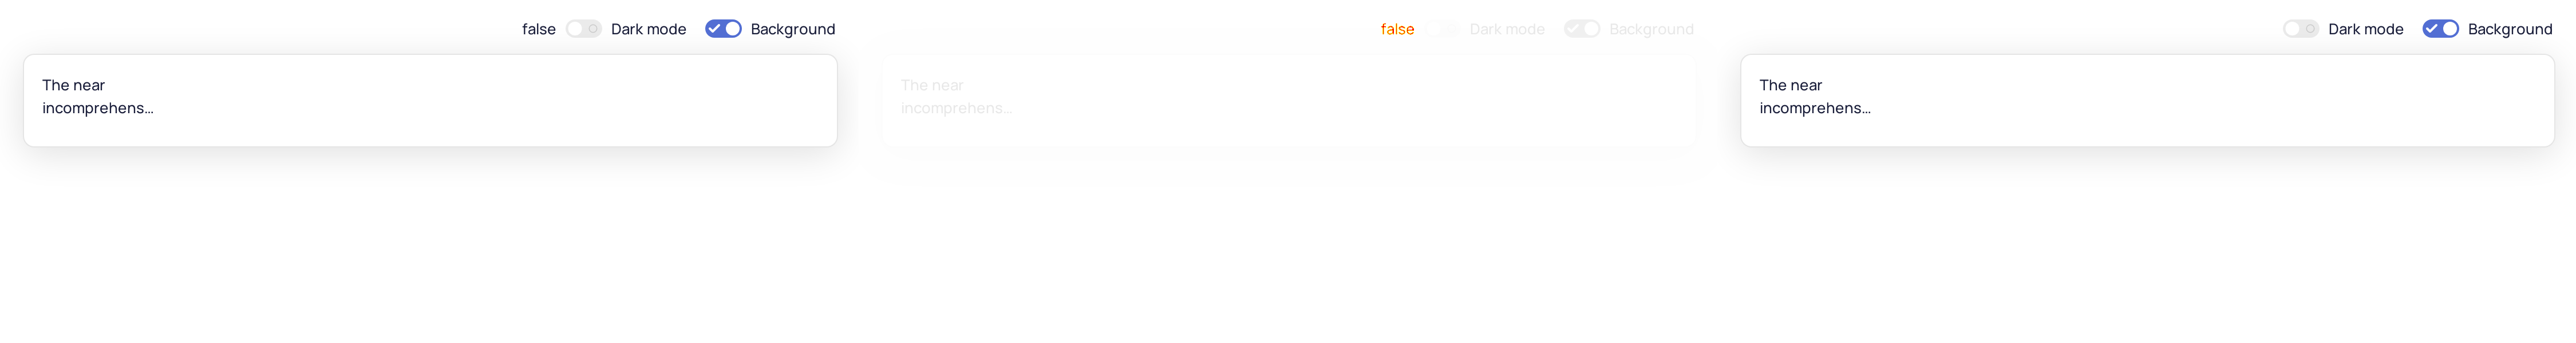 false Dark mode Background
The near
incomprehens...
false Dark mode Background
The near
incomprehens...
Dark mode Background
The near
incomprehens...